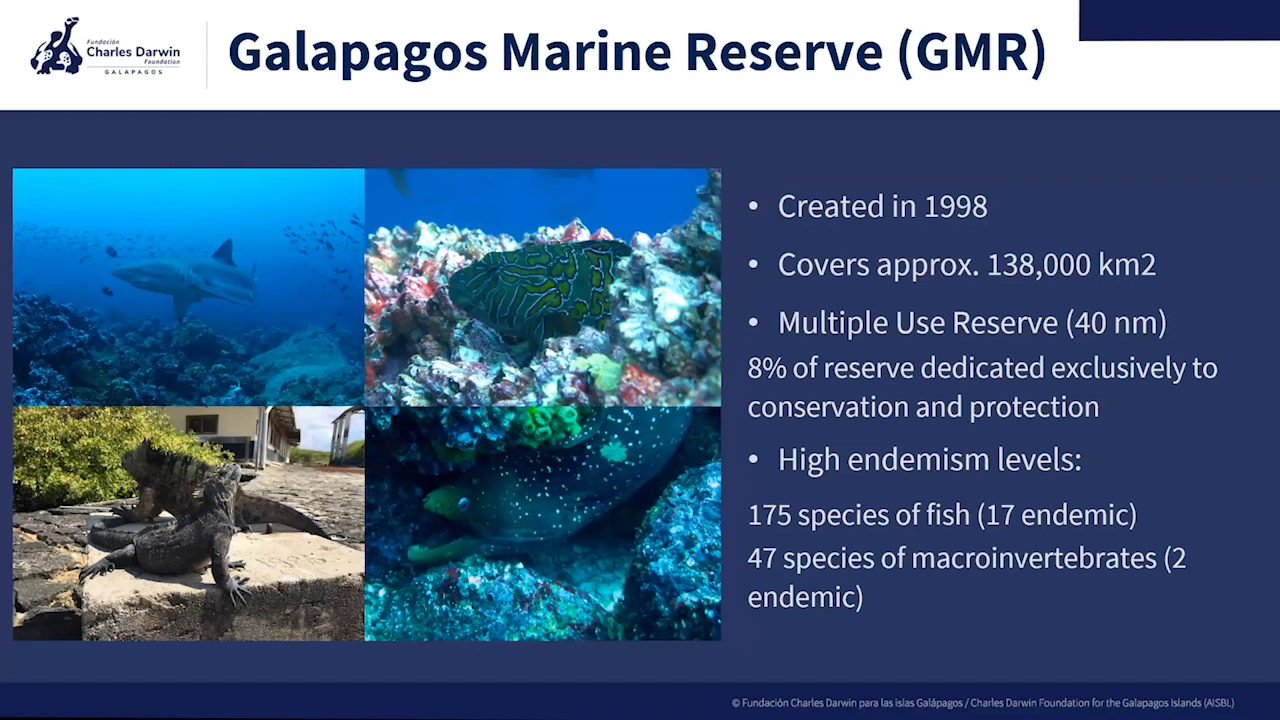 Fundación
Charles Darwin
Foundation
GALAPAGOS
Galapagos Marine Reserve (GMR)
• Created in 1998
• Covers approx. 138,000 km2
• Multiple Use Reserve (40 nm)
8% of reserve dedicated exclusively to
conservation and protection
• High endemism levels:
175 species of fish (17 endemic)
47 species of macroinvertebrates (2
endemic)
© Fundación Charles Darwin para las islas Galápagos / Charles Darwin Foundation for the Galapagos Islands (AISBL)